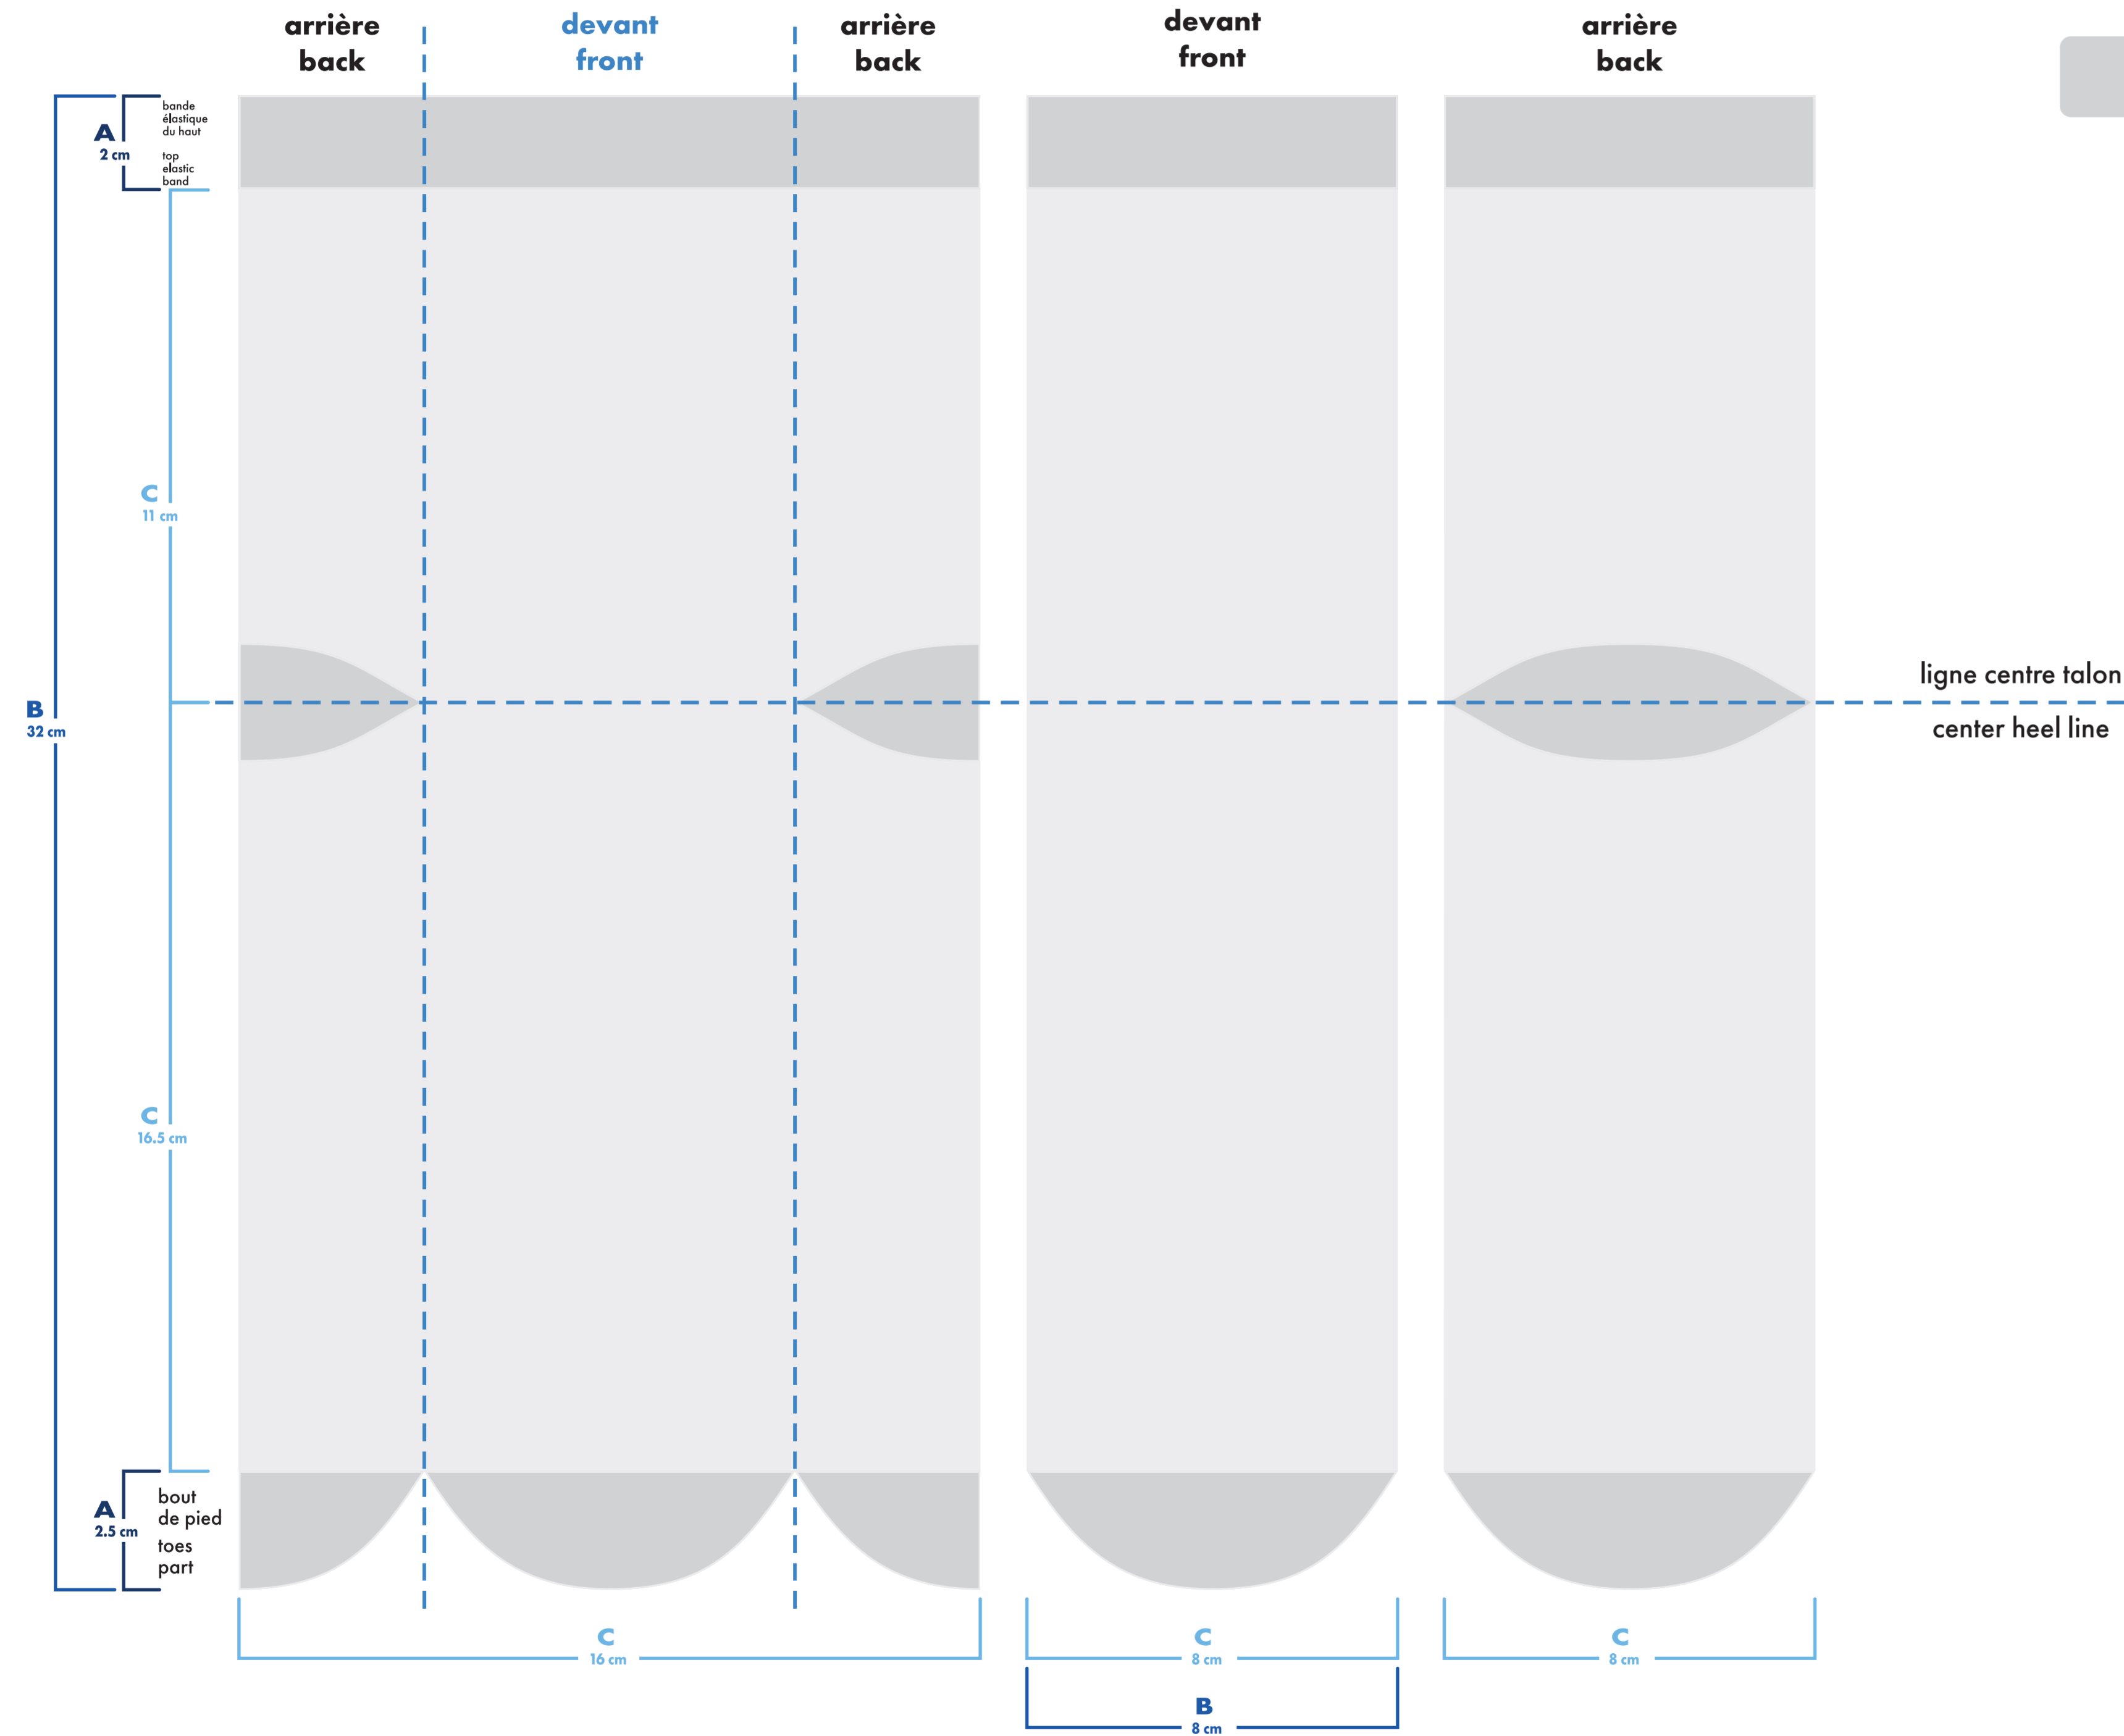 arrière
back
devant
front
arrière
back
devant
front
arrière
back
A
2 cm
bande
élastique
du haut
top
elastic
band
C
11 cm
B
32 cm
ligne centre talon
center heel line
C
16.5 cm
A
2.5 cm
bout
de pied
toes
part
C
16 cm
C
8 cm
C
8 cm
B
8 cm